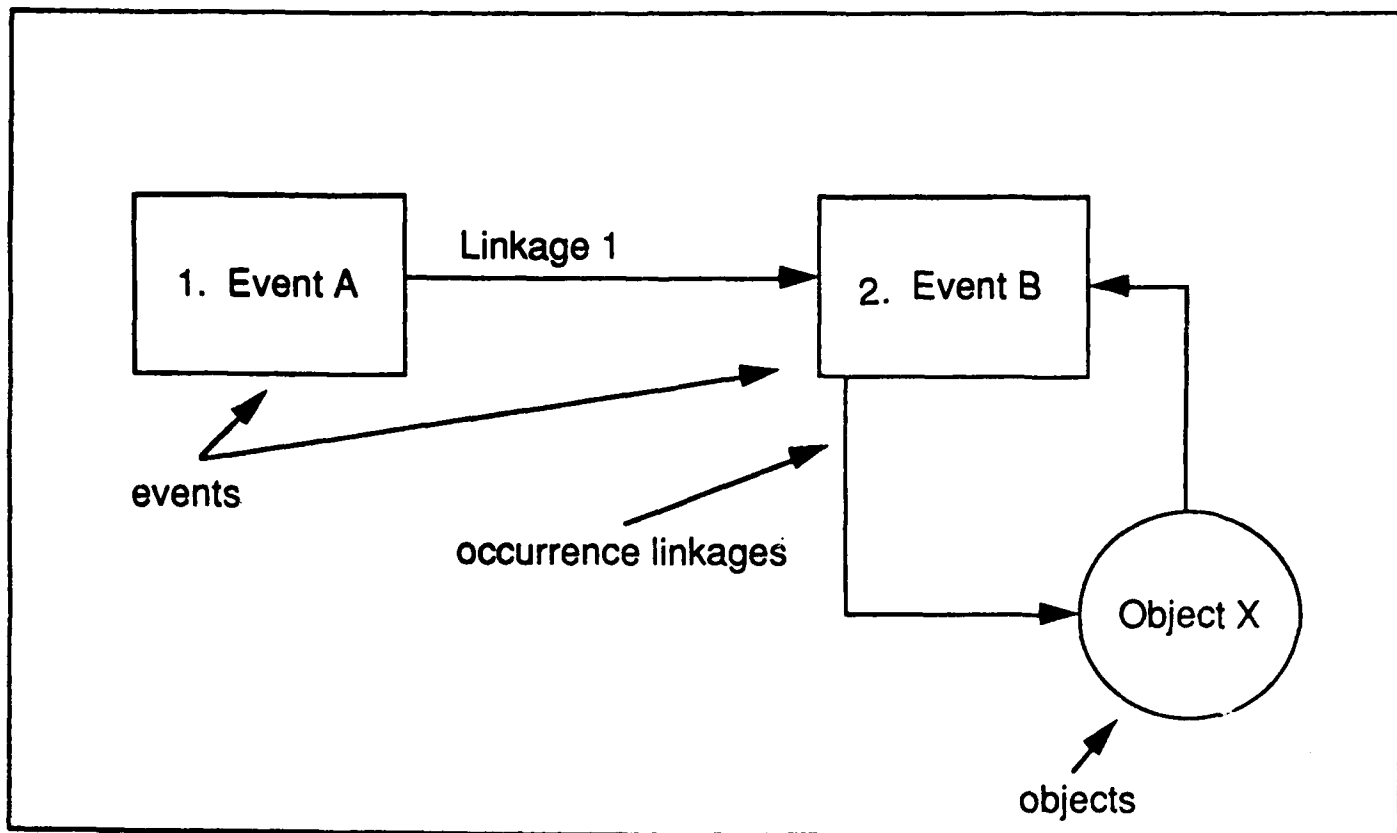 Linkage 1
1. Event A
2. Event B
events
occurrence linkages
Object X
objects